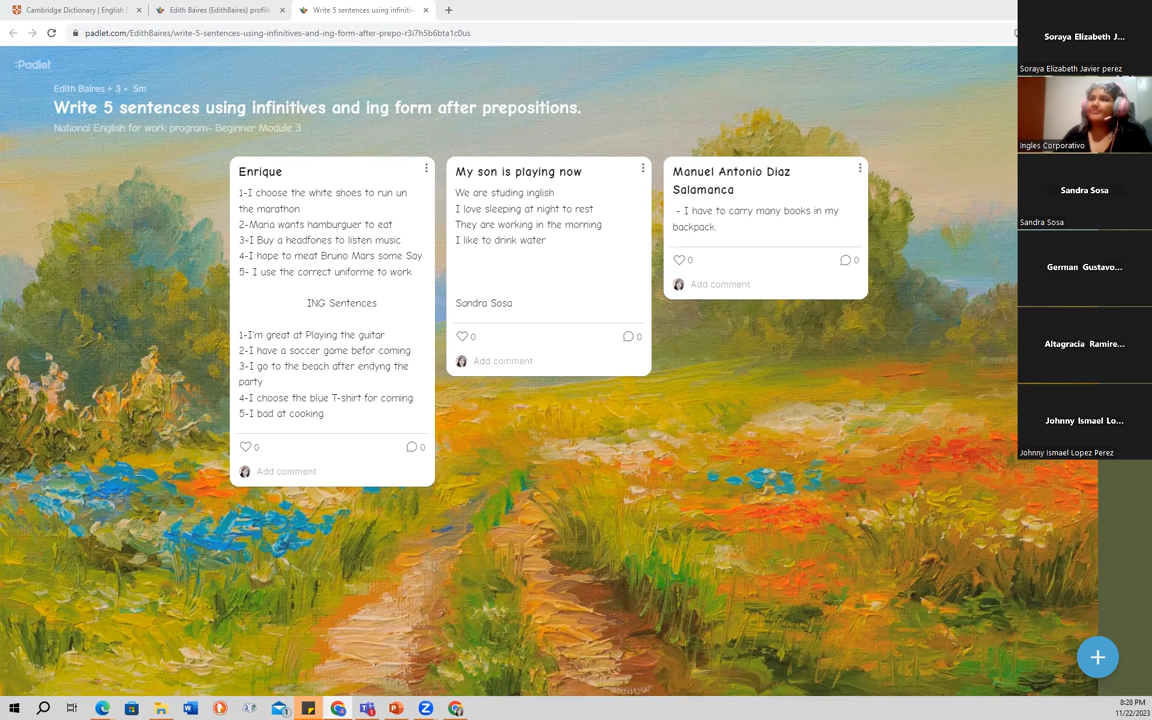 Cambridge Dictionary | English
Edith Baires (EdithBaires) profile
Write 5 sentences using infinitiv
padlet.com/EdithBaires/write-5-sentences-using-infinitives-and-ing-form-after-prepo-r3i7h5b6bta1c0us
:Padlet
Edith Baires + 3 • 5m
Write 5 sentences using infinitives and ing form after prepositions.
National English for work program- Beginner Module 3
Enrique
1-I choose the white shoes to run un
the marathon
2-Maria wants hamburguer to eat
3-I Buy a headfones to listen music
4-I hope to meat Bruno Mars some Say
5- I use the correct uniforme to work
ING Sentences
1-I'm great at Playing the guitar
2-I have a soccer game befor coming
3-I go to the beach after endyng the
party
4-I choose the blue T-shirt for coming
5-I bad at cooking
0
0
Add comment
My son is playing now
We are studing inglish
I love sleeping at night to rest
They are working in the morning
I like to drink water
Sandra Sosa
0
0
Add comment
Manuel Antonio Diaz
Salamanca
- I have to carry many books in my
backpack.
0
0
Add comment
Soraya Elizabeth J...
Soraya Elizabeth Javier perez
Ingles Corporativo
Sandra Sosa
Sandra Sosa
German Gustavo...
Altagracia Ramire...
Johnny Ismael Lo...
Johnny Ismael Lopez Perez
8:28 PM
11/22/2023